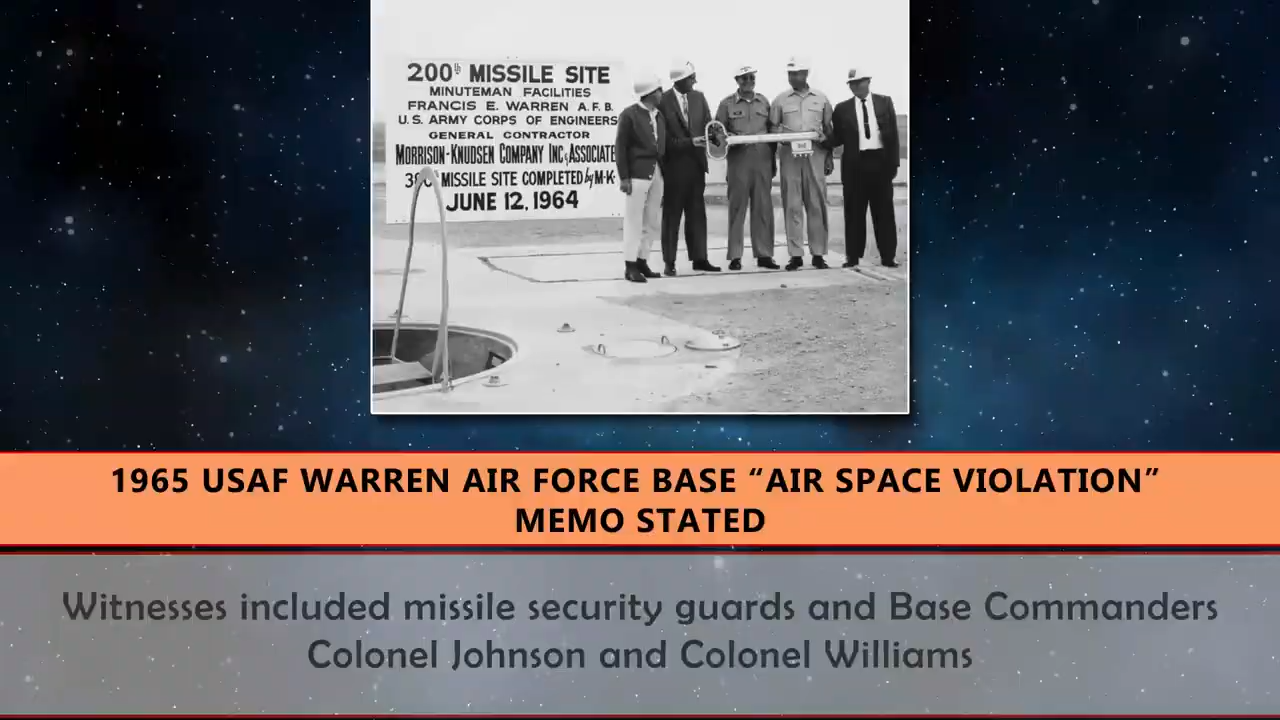 200th MISSILE SITE
MINUTEMAN FACILITIES
FRANCIS E. WARREN A.F.B.
U.S. ARMY CORPS OF ENGINEERS
GENERAL CONTRACTOR
MORRISON-KNUDSEN COMPANY INC & ASSOCIATE
MISSILE SITE COMPLETED by M-K
JUNE 12, 1964
1965 USAF WARREN AIR FORCE BASE “AIR SPACE VIOLATION”
MEMO STATED
Witnesses included missile security guards and Base Commanders
Colonel Johnson and Colonel Williams